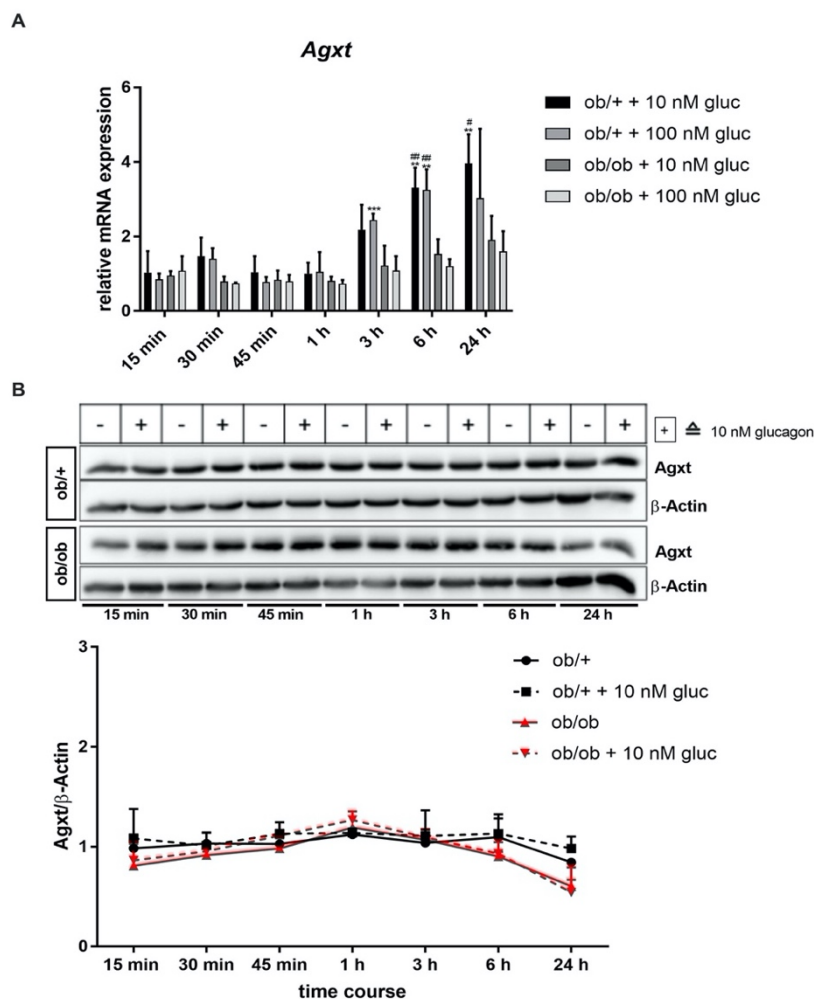 A
Agxt
relative mRNA expression
6
4
2
0
***
##
**
##
**
#
**
15 min
30 min
45 min
1 h
3 h
6 h
24 h
ob/+ + 10 nM gluc
ob/+ + 100 nM gluc
ob/ob + 10 nM gluc
ob/ob + 100 nM gluc
B
- + - + - + - + - + - + - +
+ ≙ 10 nM glucagon
ob/+
Agxt
β-Actin
ob/ob
Agxt
β-Actin
15 min 30 min 45 min 1 h 3 h 6 h 24 h
Agxt/β-Actin
3
2
1
0
ob/+
ob/+ + 10 nM gluc
ob/ob
ob/ob + 10 nM gluc
15 min 30 min 45 min 1 h 3 h 6 h 24 h
time course